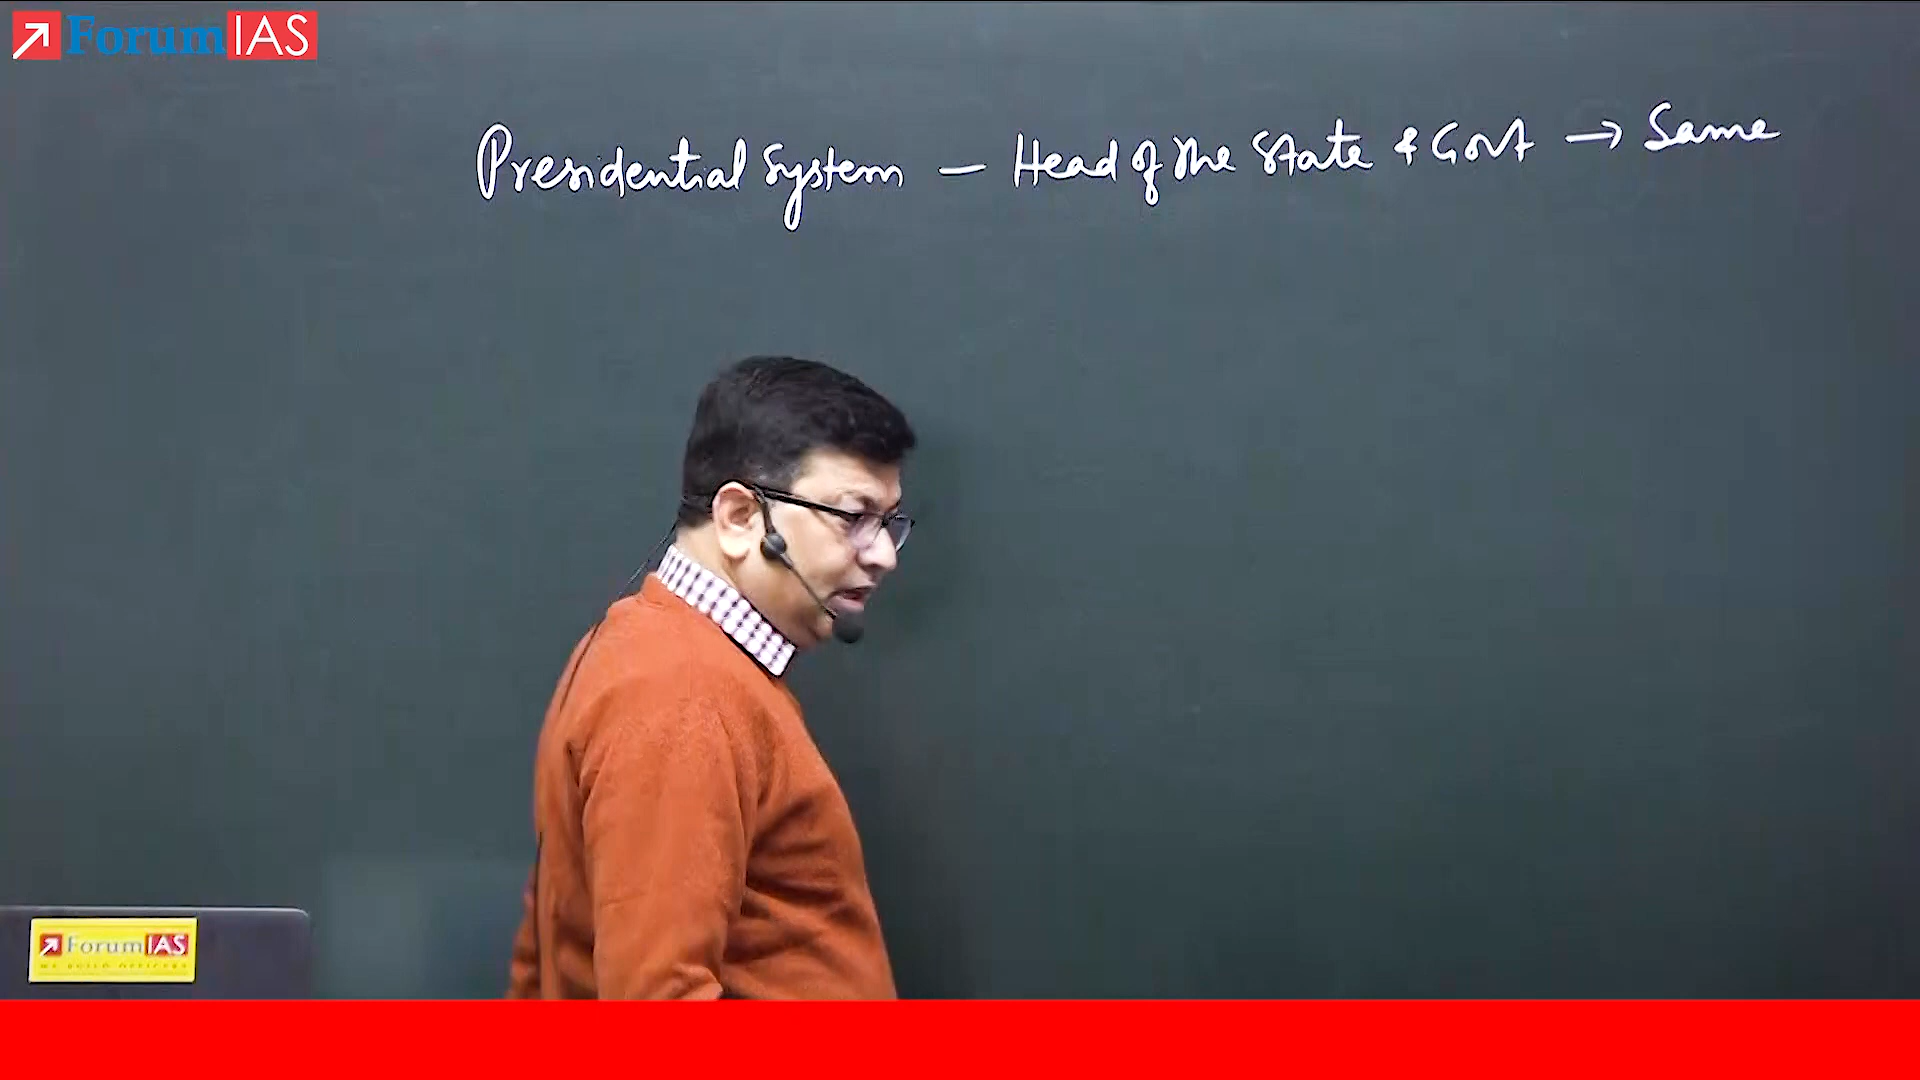 ForumIAS
Presidential System — Head of the State & Govt → Same
ForumIAS